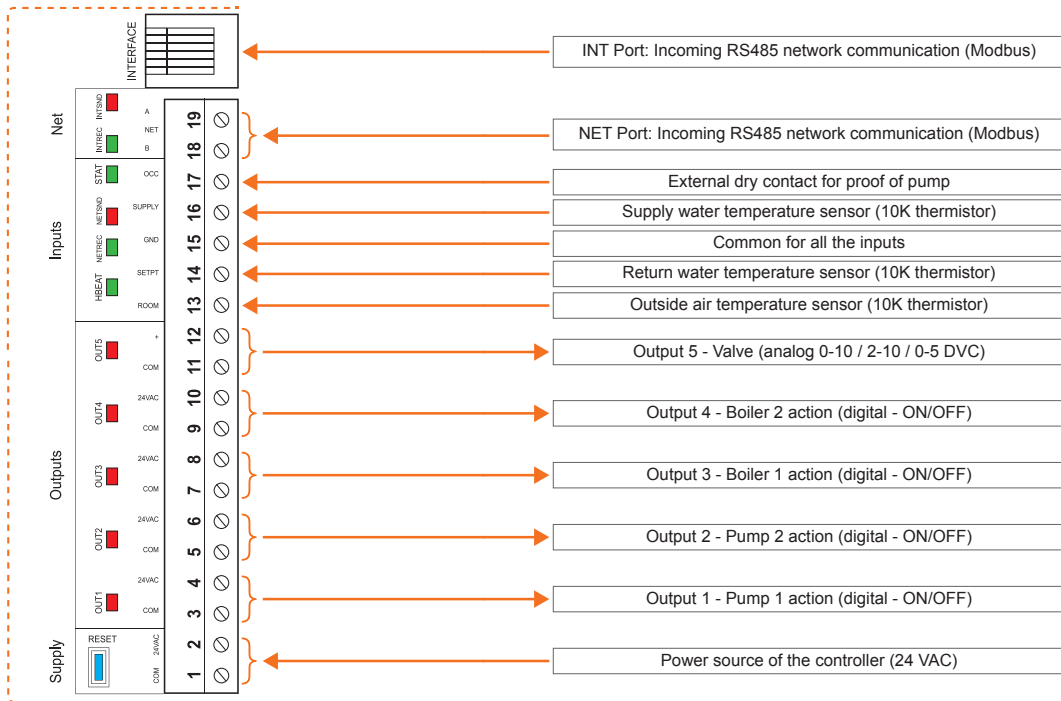 INTERFACE
INT Port: Incoming RS485 network communication (Modbus)
Net
INTSND
INTREC
A
NET
B
19
18
NET Port: Incoming RS485 network communication (Modbus)
Inputs
STAT
NETSND
NETREC
HBEAT
OCC
17
External dry contact for proof of pump
SUPPLY
16
Supply water temperature sensor (10K thermistor)
GND
15
Common for all the inputs
SETPT
14
Return water temperature sensor (10K thermistor)
ROOM
13
Outside air temperature sensor (10K thermistor)
Outputs
OUT5
+
COM
12
11
Output 5 - Valve (analog 0-10 / 2-10 / 0-5 DVC)
OUT4
24VAC
COM
10
9
Output 4 - Boiler 2 action (digital - ON/OFF)
OUT3
24VAC
COM
8
7
Output 3 - Boiler 1 action (digital - ON/OFF)
OUT2
24VAC
COM
6
5
Output 2 - Pump 2 action (digital - ON/OFF)
OUT1
24VAC
COM
4
3
Output 1 - Pump 1 action (digital - ON/OFF)
Supply
RESET
24VAC
COM
2
1
Power source of the controller (24 VAC)